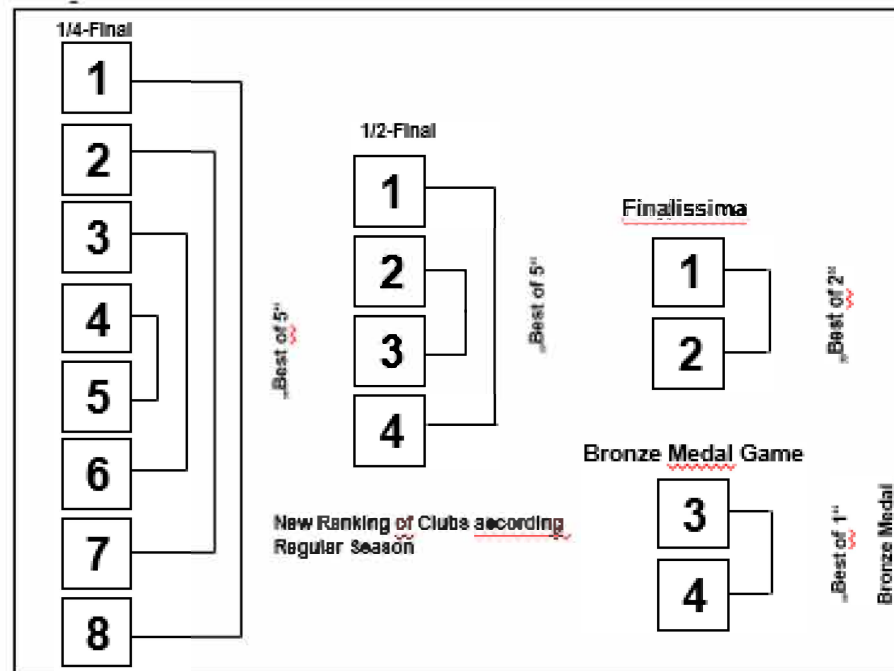 1/4-Final
1
2
3
4
5
6
7
8
„Best of 5“
1/2-Final
1
2
3
4
„Best of 5“
New Ranking of Clubs according
Regular Season
Finalissima
1
2
„Best of 2“
Bronze Medal Game
3
4
„Best of 1“
Bronze Medal